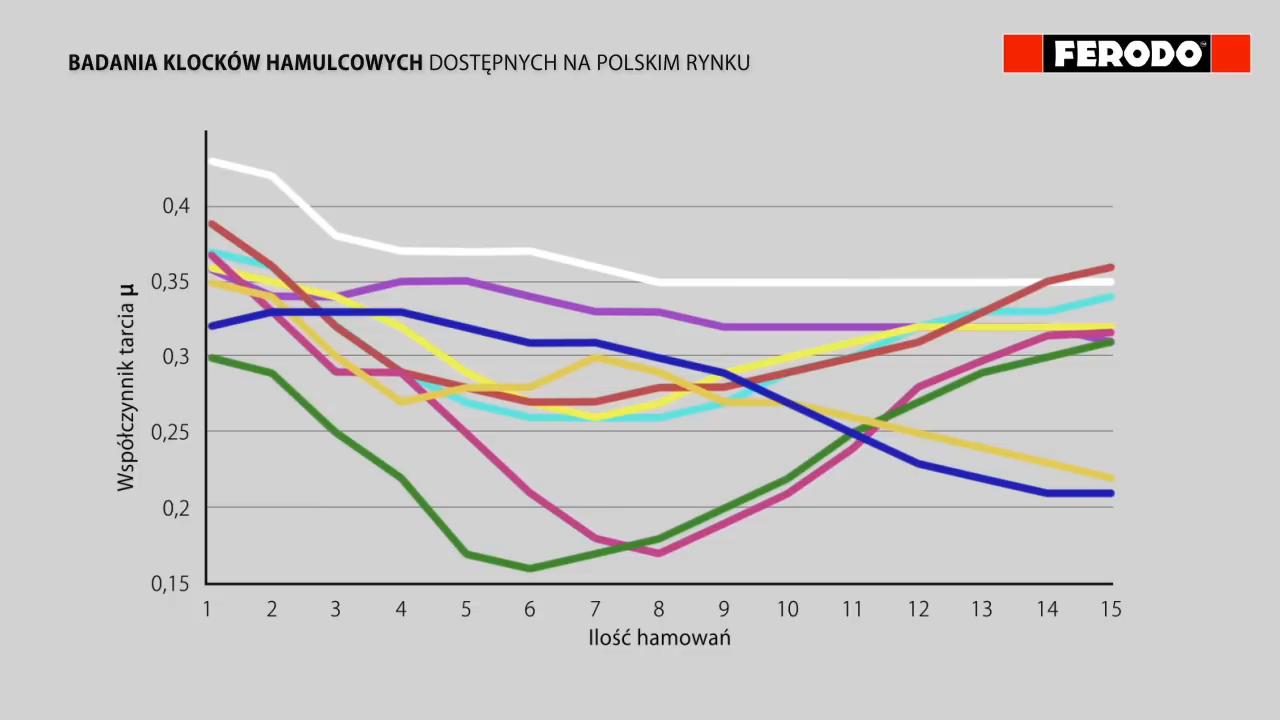 BADANIA KLOCKÓW HAMULCOWYCH DOSTĘPNYCH NA POLSKIM RYNKU
FERODO
Współczynnik tarcia μ
0,4
0,35
0,3
0,25
0,2
0,15
1 2 3 4 5 6 7 8 9 10 11 12 13 14 15
Ilość hamowań